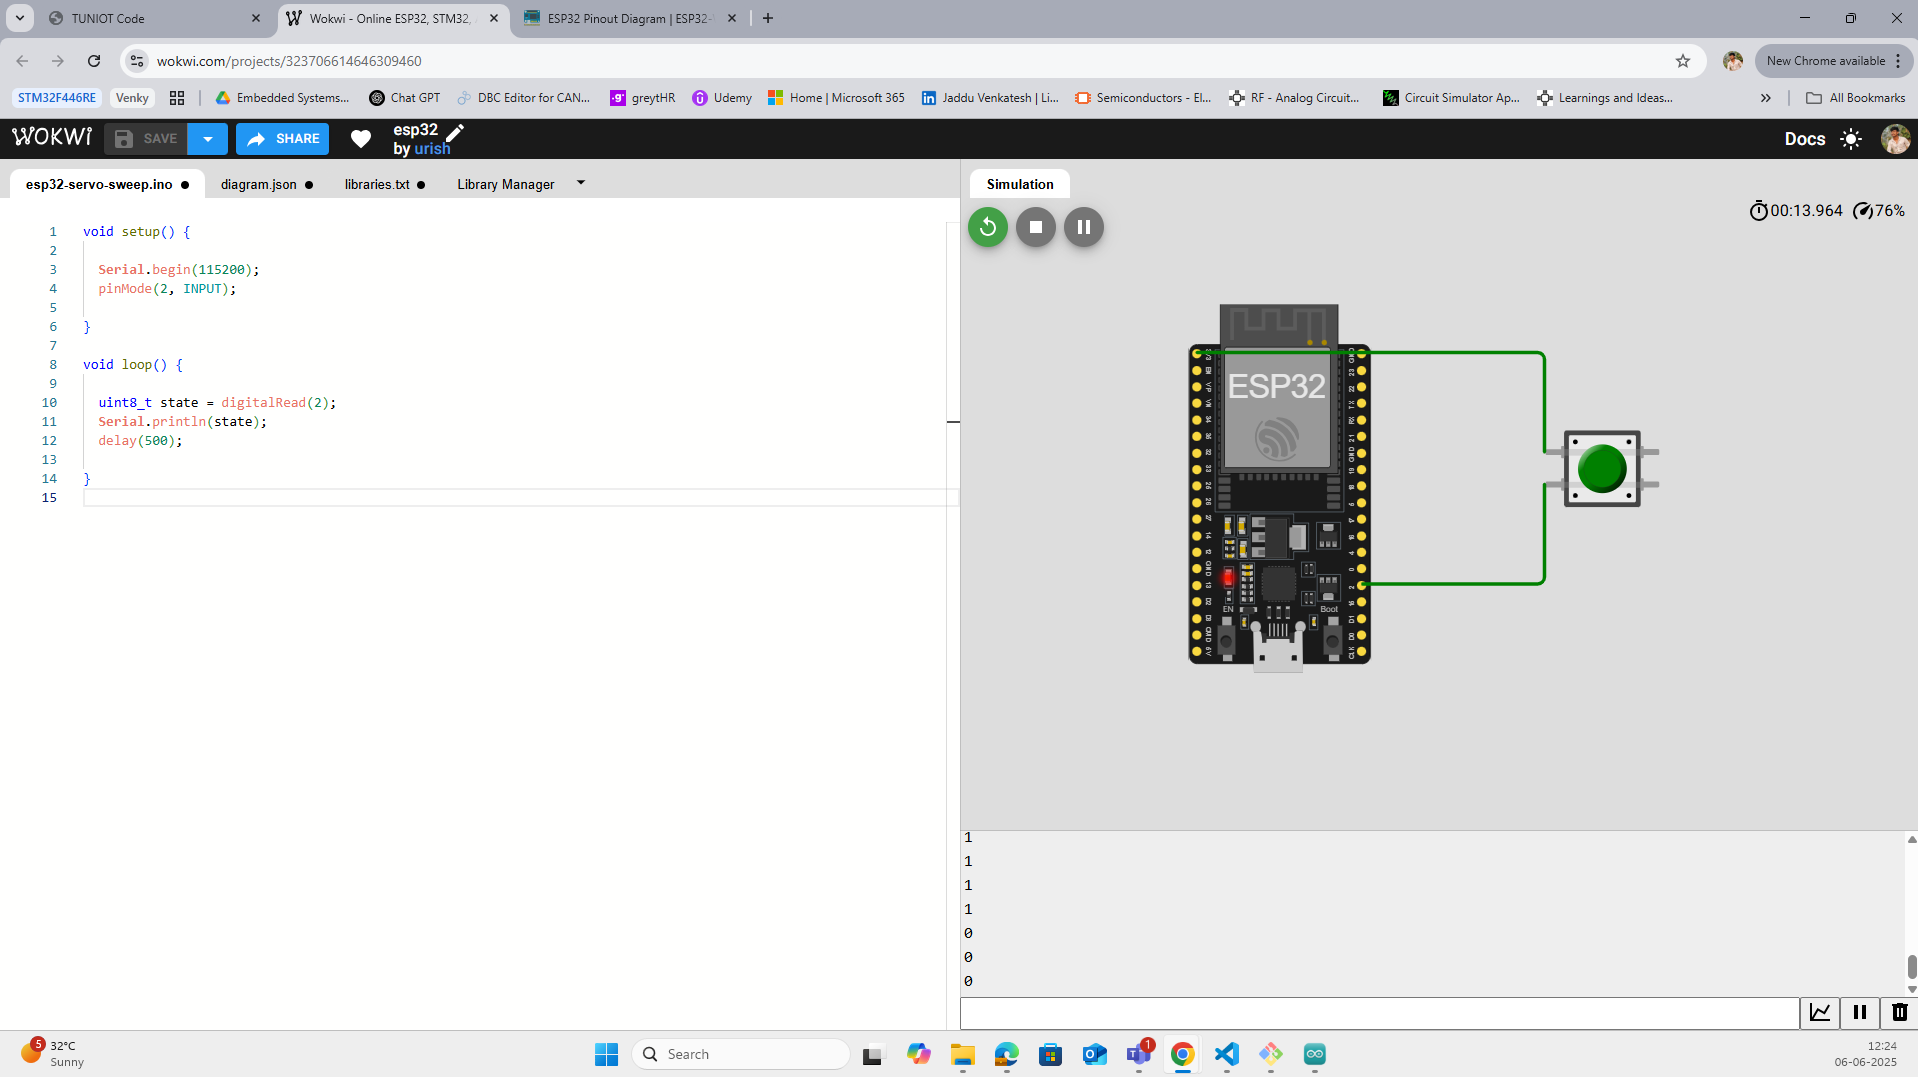 TUNIOT Code
Wokwi - Online ESP32, STM32,
ESP32 Pinout Diagram | ESP32-
wokwi.com/projects/323706614646309460
New Chrome available
STM32F446RE
Venky
Embedded Systems...
Chat GPT
DBC Editor for CAN...
greytHR
Udemy
Home | Microsoft 365
Jaddu Venkatesh | Li...
Semiconductors - El...
RF - Analog Circuit...
Circuit Simulator Ap...
Learnings and Ideas...
All Bookmarks
WOKWi
SAVE
SHARE
esp32
by urish
Docs
esp32-servo-sweep.ino
diagram.json
libraries.txt
Library Manager
Simulation
00:13.964
76%
1 void setup() {
2
3 Serial.begin(115200);
4 pinMode(2, INPUT);
5
6 }
7
8 void loop() {
9
10 uint8_t state = digitalRead(2);
11 Serial.println(state);
12 delay(500);
13
14 }
15
ESP32
EN
Boot
1
1
1
1
0
0
0
5
32°C
Sunny
Search
1
12:24
06-06-2025